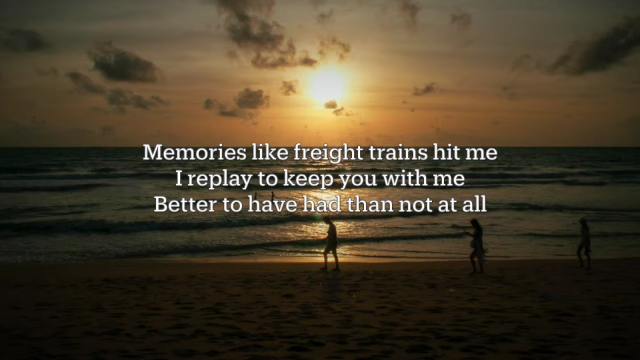 Memories like freight trains hit me
I replay to keep you with me
Better to have had than not at all